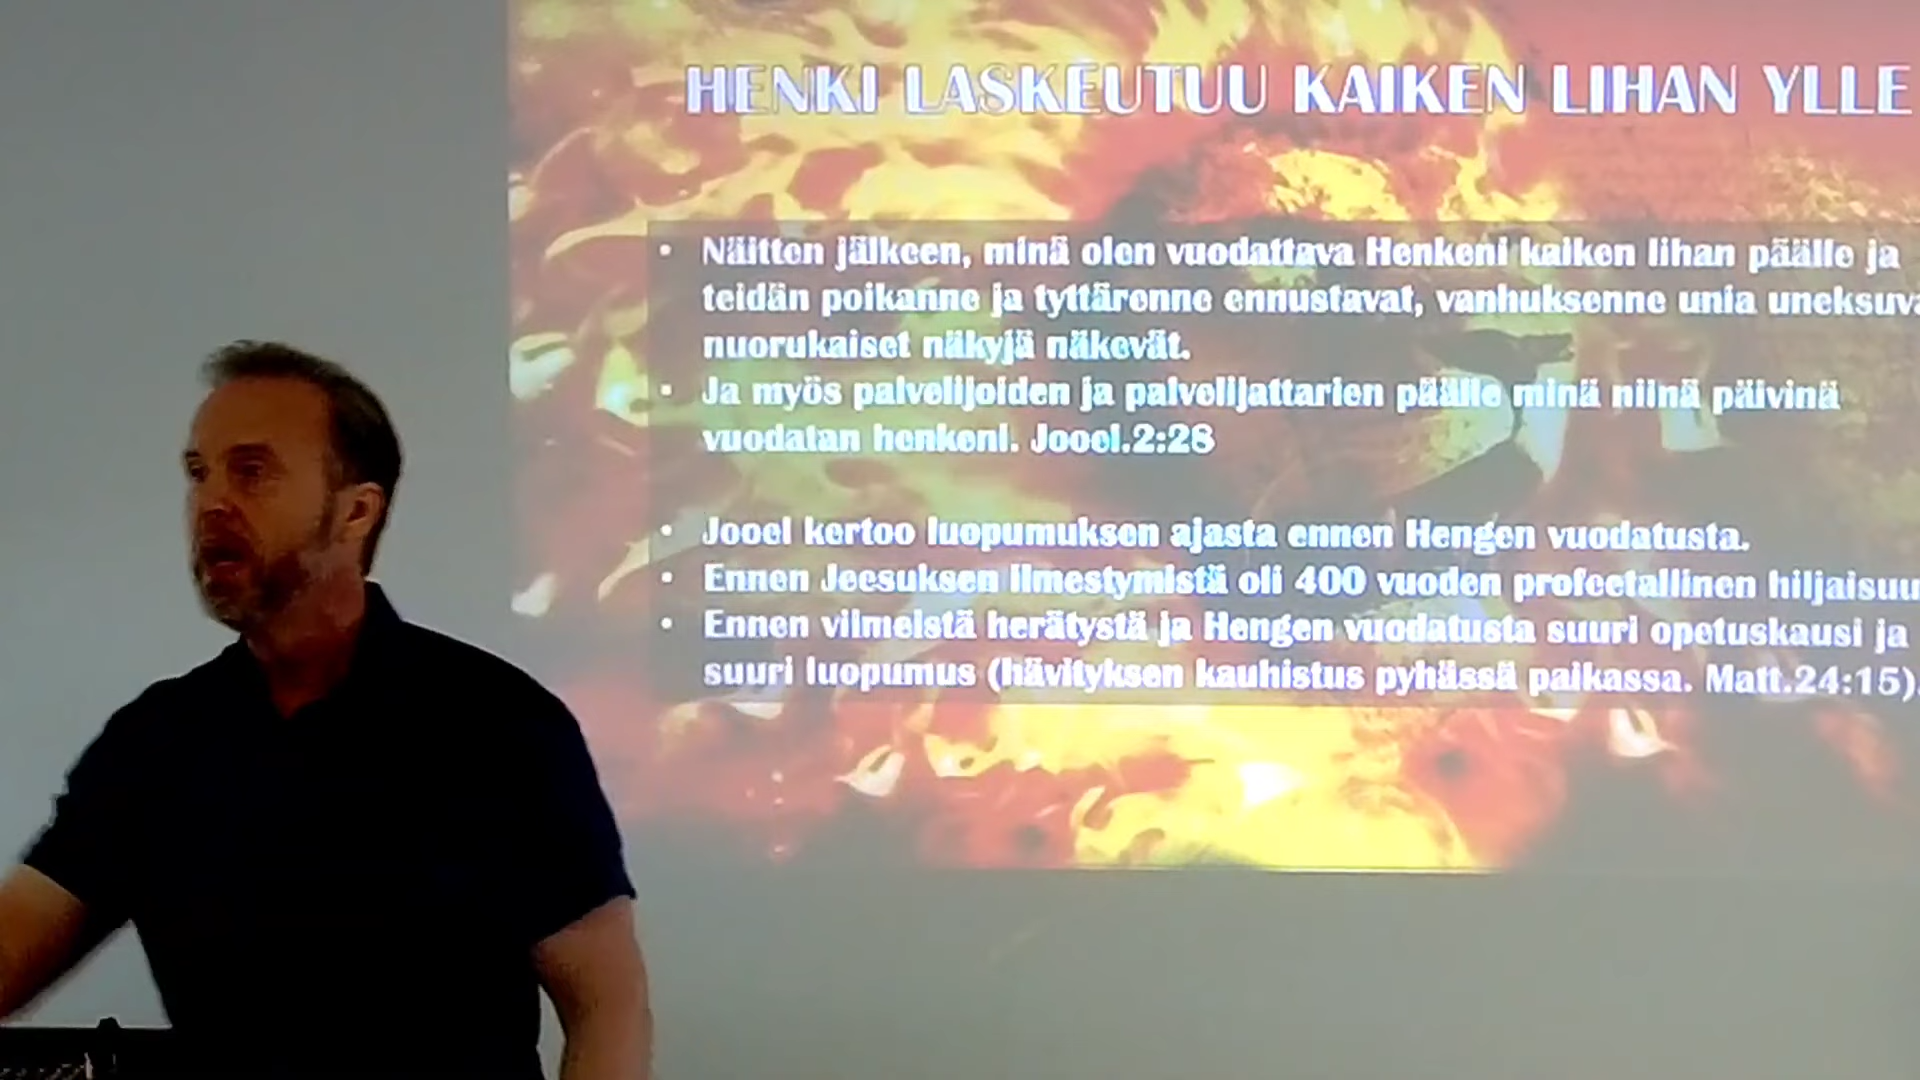 HENKI LASKEUTUU KAIKEN LIHAN YLLE
• Näitten jälkeen, minä olen vuodattava Henkeni kaiken lihan päälle ja
teidän poikanne ja tyttärenne ennustavat, vanhuksenne unia uneksuva
nuorukaiset näkyjä näkevät.
• Ja myös palvelijoiden ja palvelijattarien päälle minä niinä päivinä
vuodatan henkeni. Jooel.2:28
• Jooel kertoo luopumuksen ajasta ennen Hengen vuodatusta.
• Ennen Jeesuksen ilmestymistä oli 400 vuoden profeetallinen hiljaisuu
• Ennen viimeistä herätystä ja Hengen vuodatusta suuri opetuskausi ja
suuri luopumus (hävityksen kauhistus pyhässä paikassa. Matt.24:15).